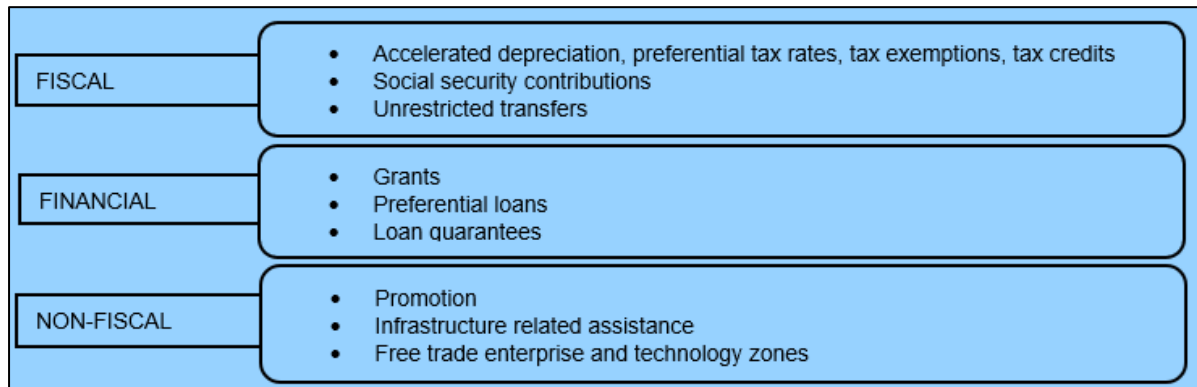 FISCAL
• Accelerated depreciation, preferential tax rates, tax exemptions, tax credits
• Social security contributions
• Unrestricted transfers
FINANCIAL
• Grants
• Preferential loans
• Loan quarantees
NON-FISCAL
• Promotion
• Infrastructure related assistance
• Free trade enterprise and technology zones